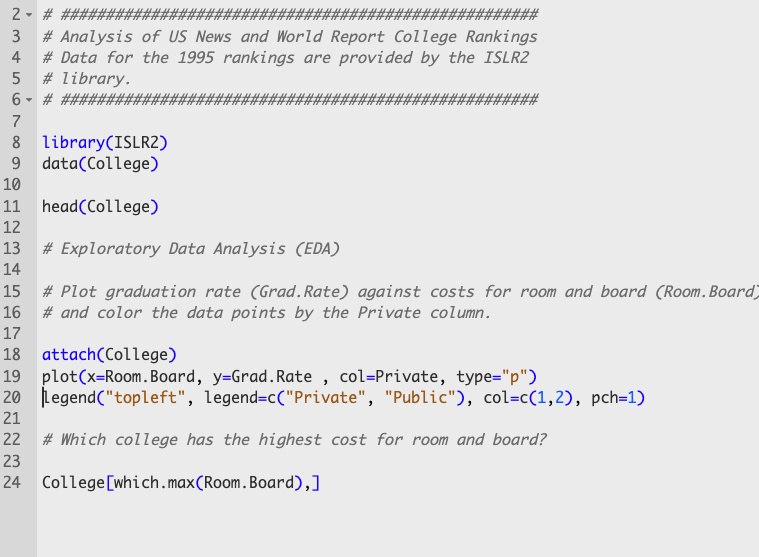 2 # #####################################################
3 # Analysis of US News and World Report College Rankings
4 # Data for the 1995 rankings are provided by the ISLR2
5 # library.
6 # #####################################################
7
8 library(ISLR2)
9 data(College)
10
11 head(College)
12
13 # Exploratory Data Analysis (EDA)
14
15 # Plot graduation rate (Grad.Rate) against costs for room and board (Room.Board)
16 # and color the data points by the Private column.
17
18 attach(College)
19 plot(x=Room.Board, y=Grad.Rate , col=Private, type="p")
20 legend("topleft", legend=c("Private", "Public"), col=c(1,2), pch=1)
21
22 # Which college has the highest cost for room and board?
23
24 College[which.max(Room.Board),]